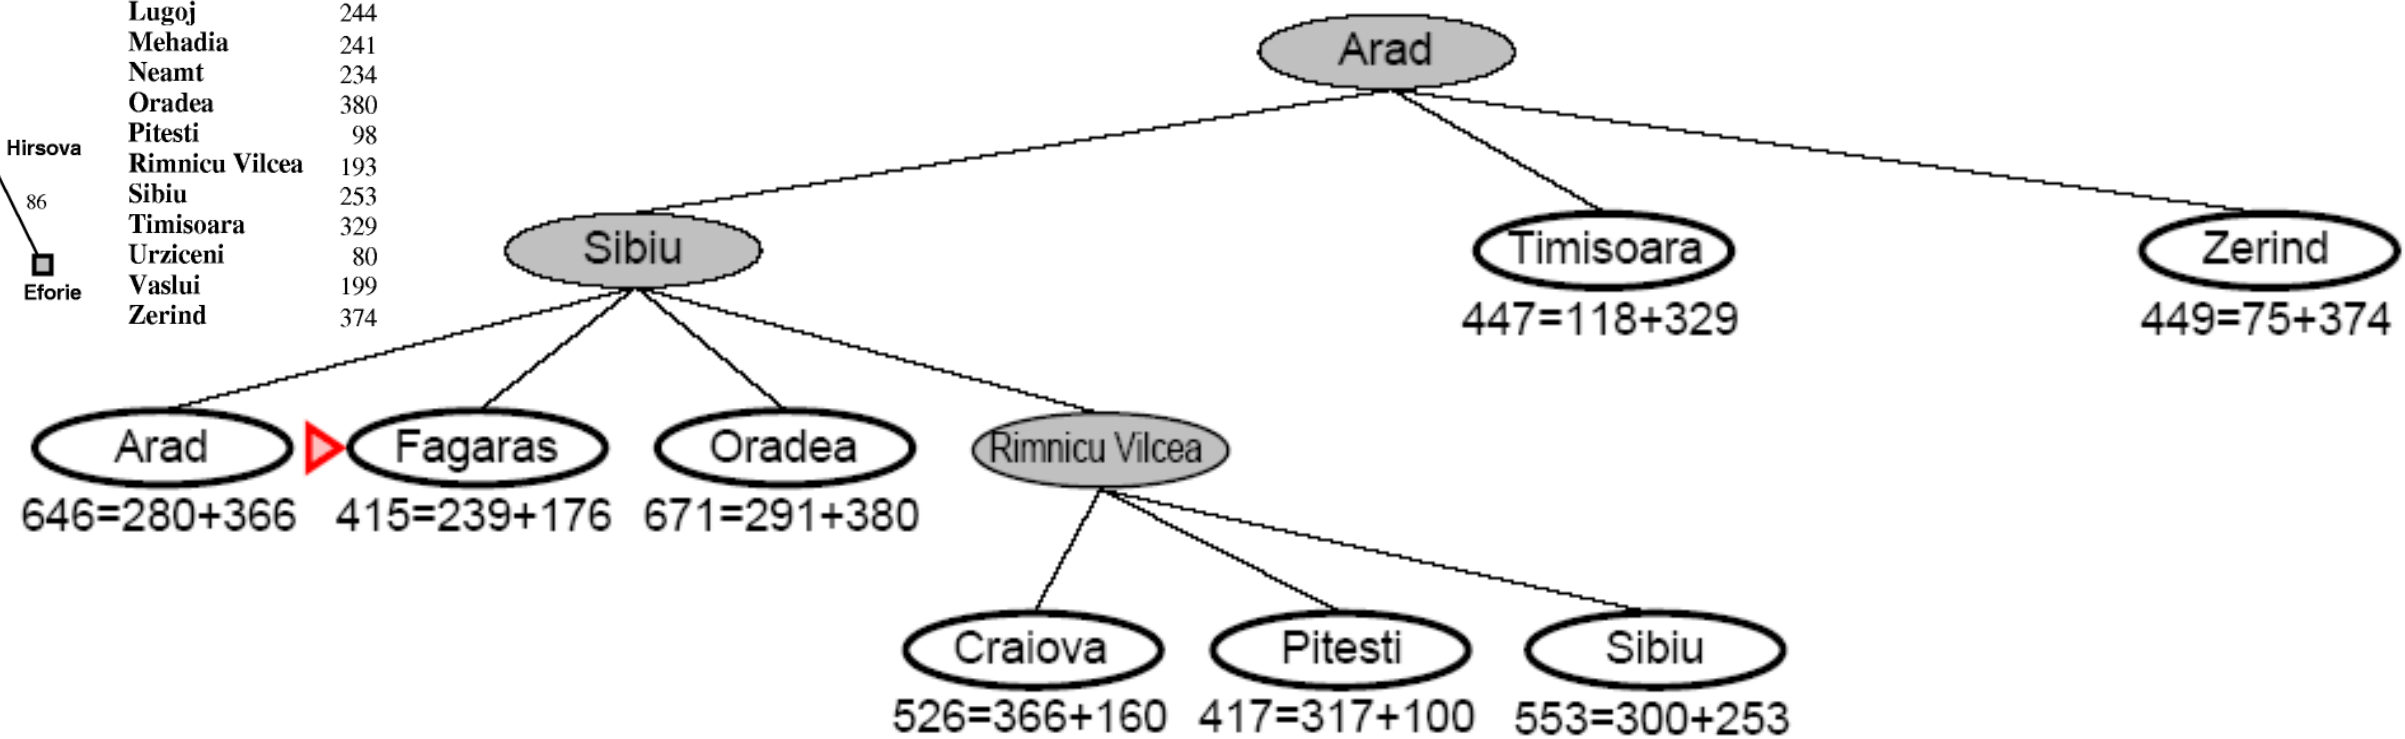 Lugoj 244
Mehadia 241
Neamt 234
Oradea 380
Pitesti 98
Rimnicu Vilcea 193
Sibiu 253
Timisoara 329
Urziceni 80
Vaslui 199
Zerind 374
Hirsova
86
Eforie
Arad
Sibiu
Timisoara
Zerind
447=118+329
449=75+374
Arad
Fagaras
Oradea
Rimnicu Vilcea
646=280+366
415=239+176
671=291+380
Craiova
Pitesti
Sibiu
526=366+160
417=317+100
553=300+253